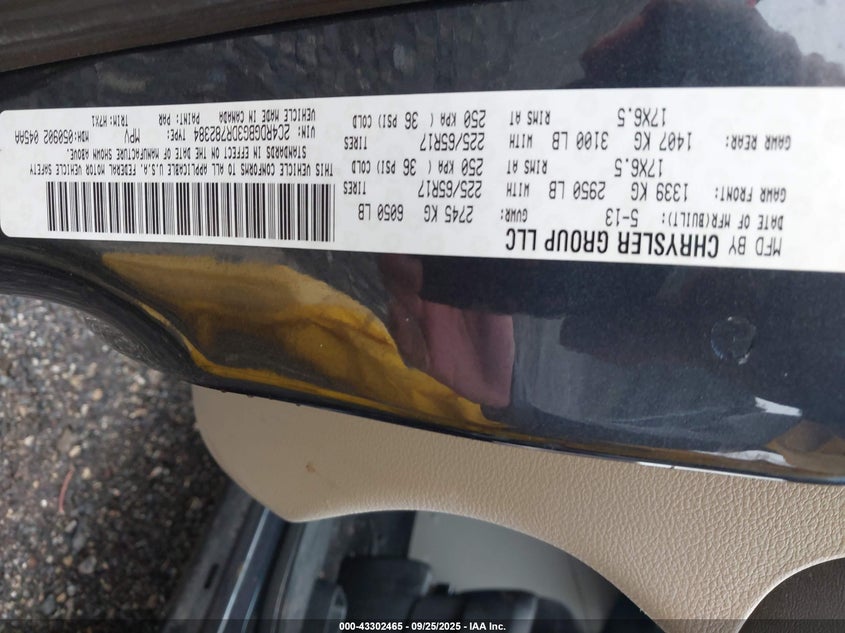 MFD BY CHRYSLER GROUP LLC
DATE OF MFR(BUILT): 5-13
GVWR: 2745 KG 6050 LB
GAWR FRONT: 1339 KG 2950 LB WITH 225/65R17 TIRES
17X6.5 RIMS AT 250 KPA ( 36 PSI) COLD
GAWR REAR: 1407 KG 3100 LB WITH 225/65R17 TIRES
17X6.5 RIMS AT 250 KPA ( 36 PSI) COLD
THIS VEHICLE CONFORMS TO ALL APPLICABLE U.S.A. FEDERAL MOTOR VEHICLE SAFETY
STANDARDS IN EFFECT ON THE DATE OF MANUFACTURE SHOWN ABOVE.
VIN: 2C4RDGBG3DR782384 TYPE: MPV MDH:050902 045AA
VEHICLE MADE IN CANADA PAINT: PAR TRIM: H7X1
000-43302465 - 09/25/2025 - IAA Inc.